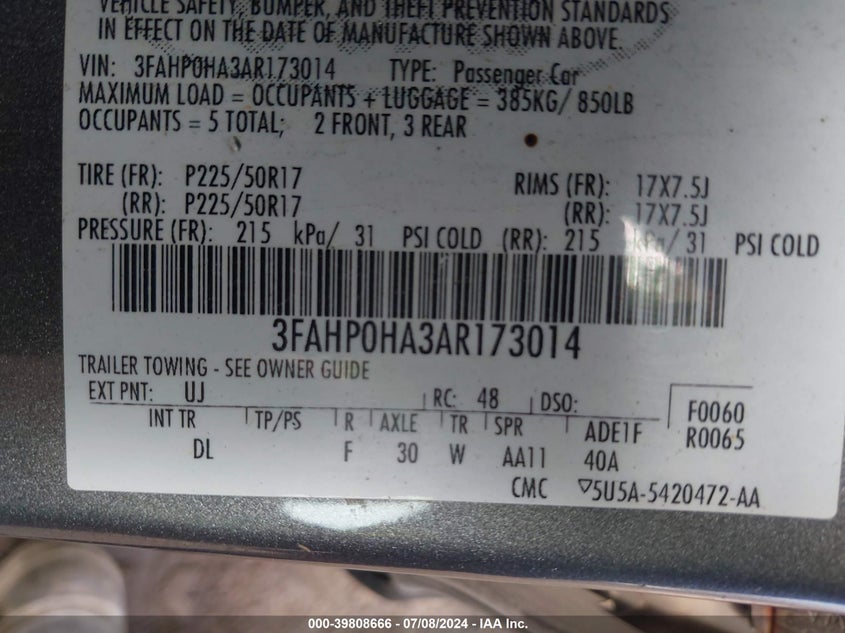 VEHICLE SAFETY, BUMPER, AND THEFT PREVENTION STANDARDS
IN EFFECT ON THE DATE OF MANUFACTURE SHOWN ABOVE.
VIN: 3FAHP0HA3AR173014 TYPE: Passenger Car
MAXIMUM LOAD = OCCUPANTS + LUGGAGE = 385KG/ 850LB
OCCUPANTS = 5 TOTAL; 2 FRONT, 3 REAR
TIRE (FR): P225/50R17 RIMS (FR): 17X7.5J
(RR): P225/50R17 (RR): 17X7.5J
PRESSURE (FR): 215 kPa/ 31 PSI COLD (RR): 215 kPa/ 31 PSI COLD
3FAHP0HA3AR173014
TRAILER TOWING - SEE OWNER GUIDE
EXT PNT: UJ RC: 48 DSO: F0060
INT TR TP/PS R AXLE TR SPR ADE1F R0065
DL F 30 W AA11 40A
CMC ▽5U5A-5420472-AA
000-39808666 / 07/08/2024 - IAA Inc.